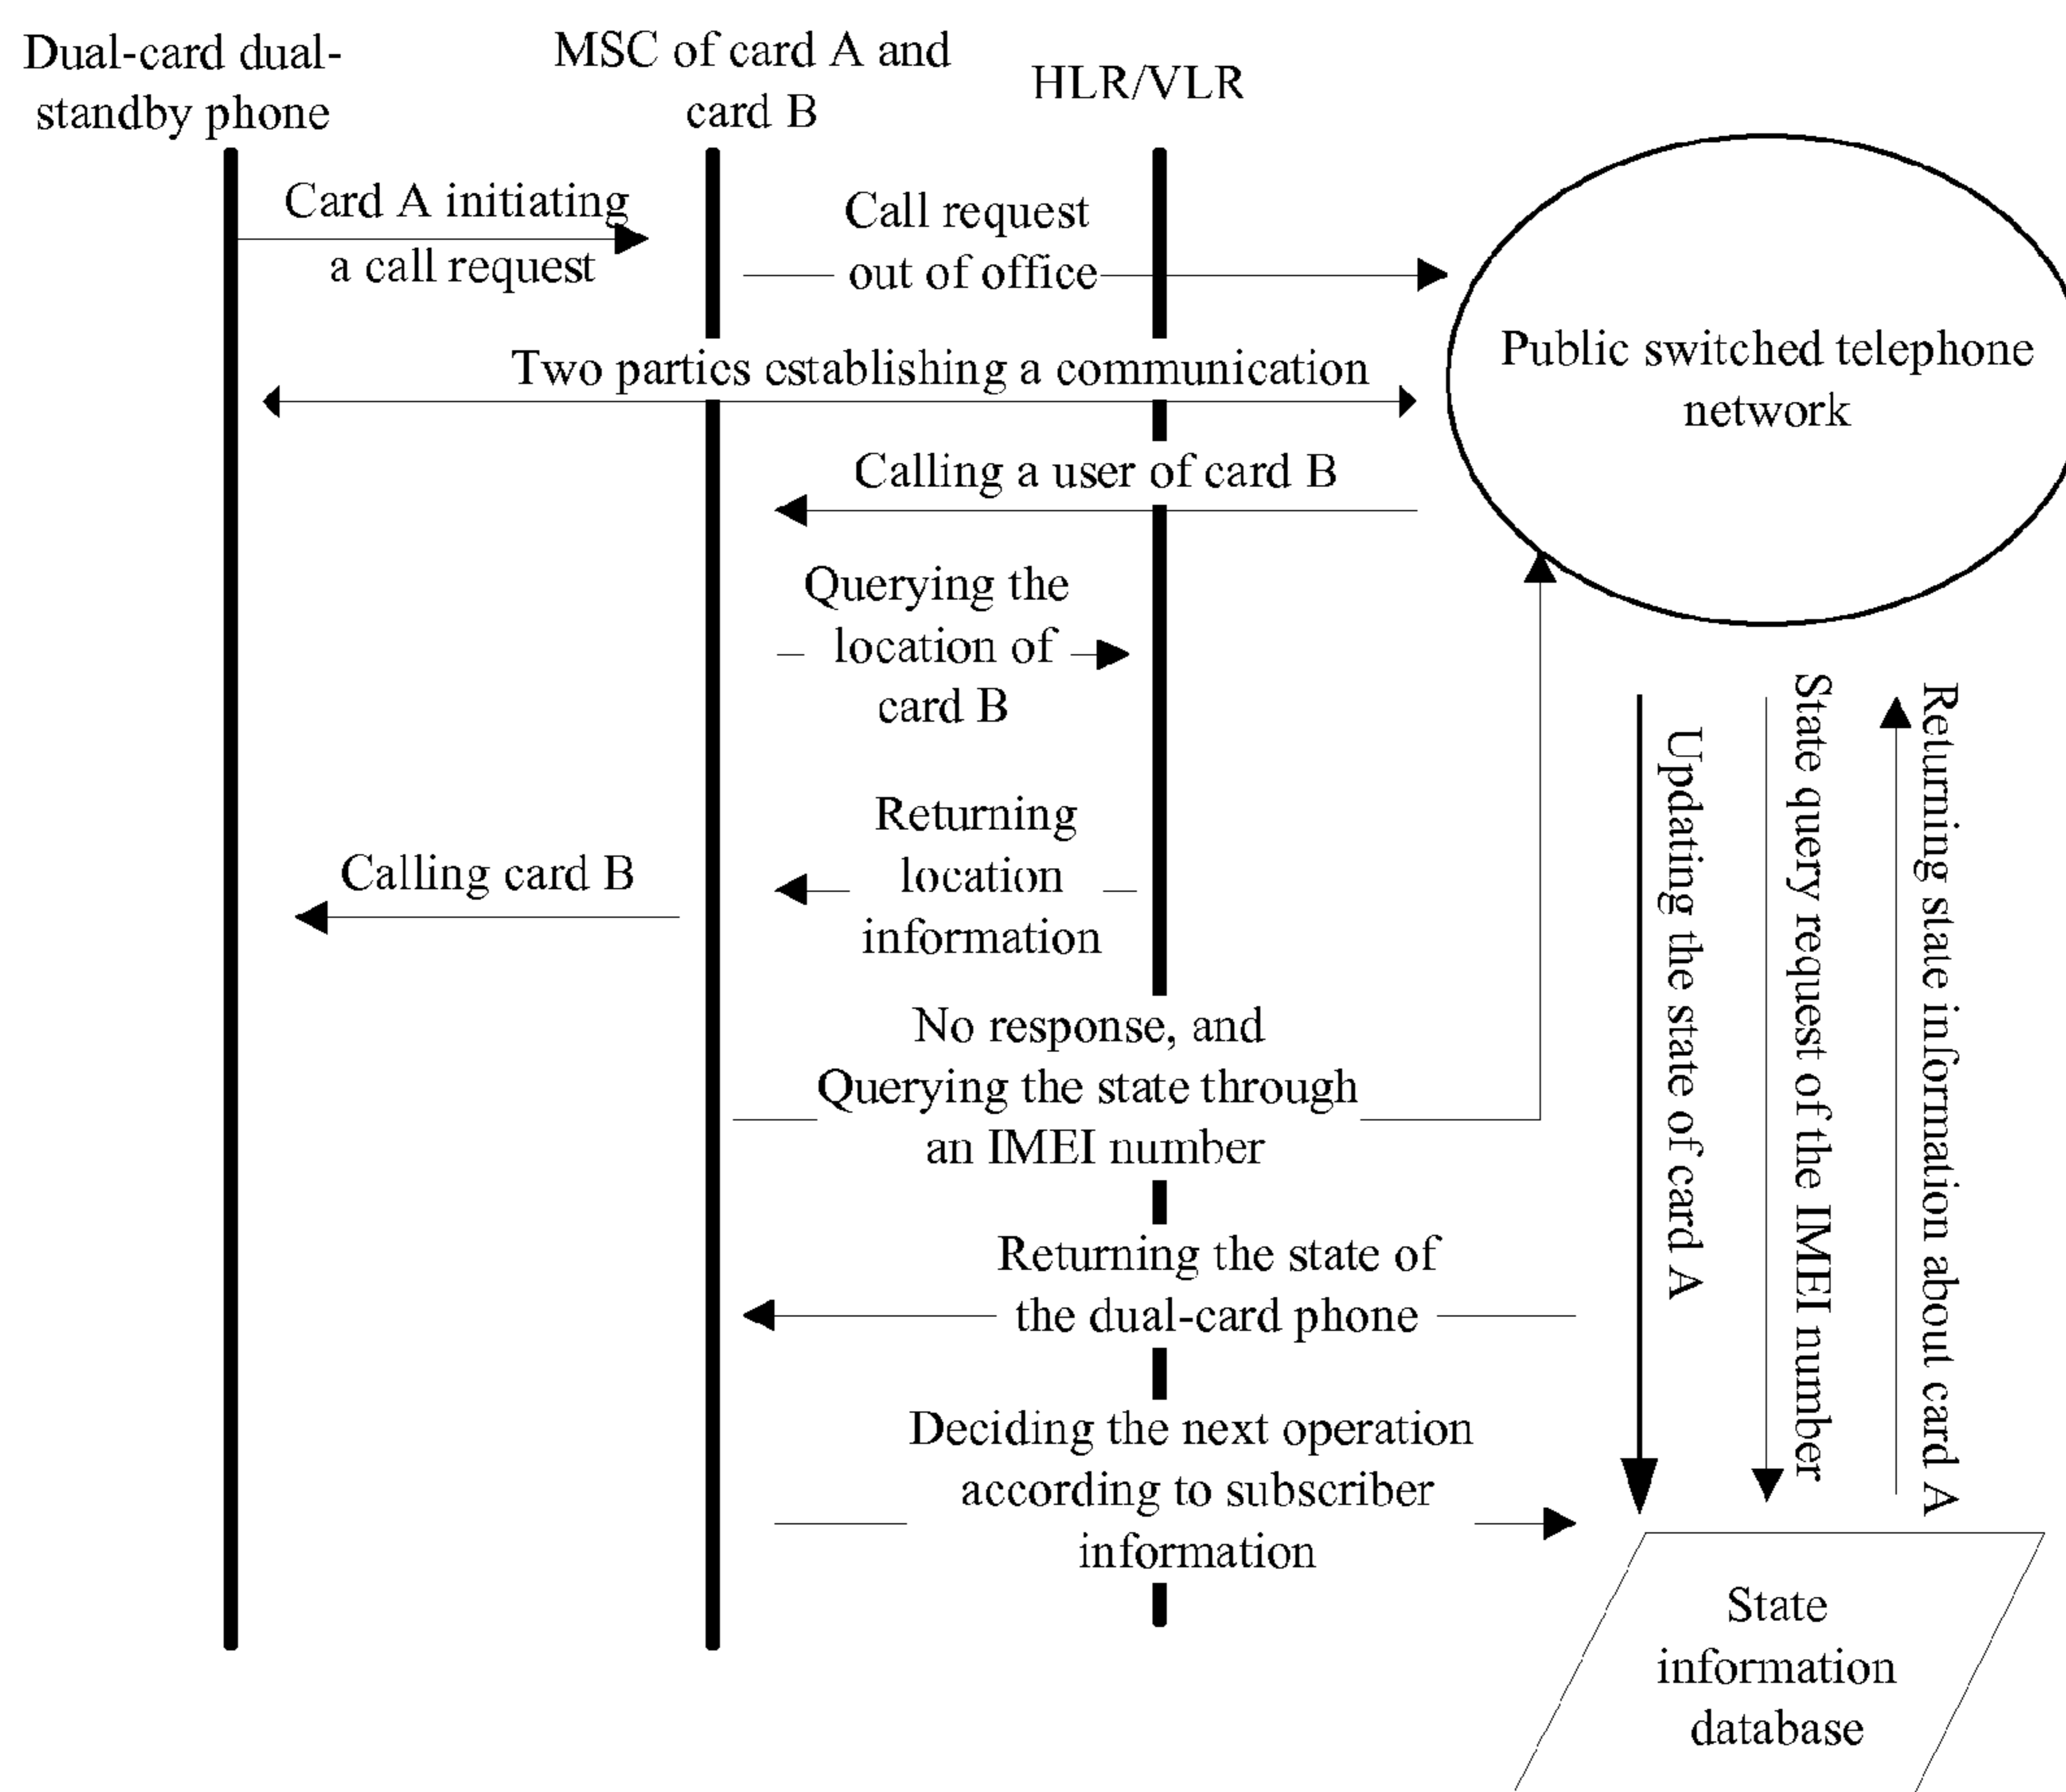 Dual-card dual-
standby phone
MSC of card A and
card B
HLR/VLR
Card A initiating
a call request
Call request
out of office
Public switched telephone
network
Two parties establishing a communication
Calling a user of card B
Querying the
location of
card B
Returning
location
information
Calling card B
No response, and
Querying the state through
an IMEI number
Returning the state of
the dual-card phone
Deciding the next operation
according to subscriber
information
Updating the state of card A
State query request of the IMEI number
Returning state information about card A
State
information
database